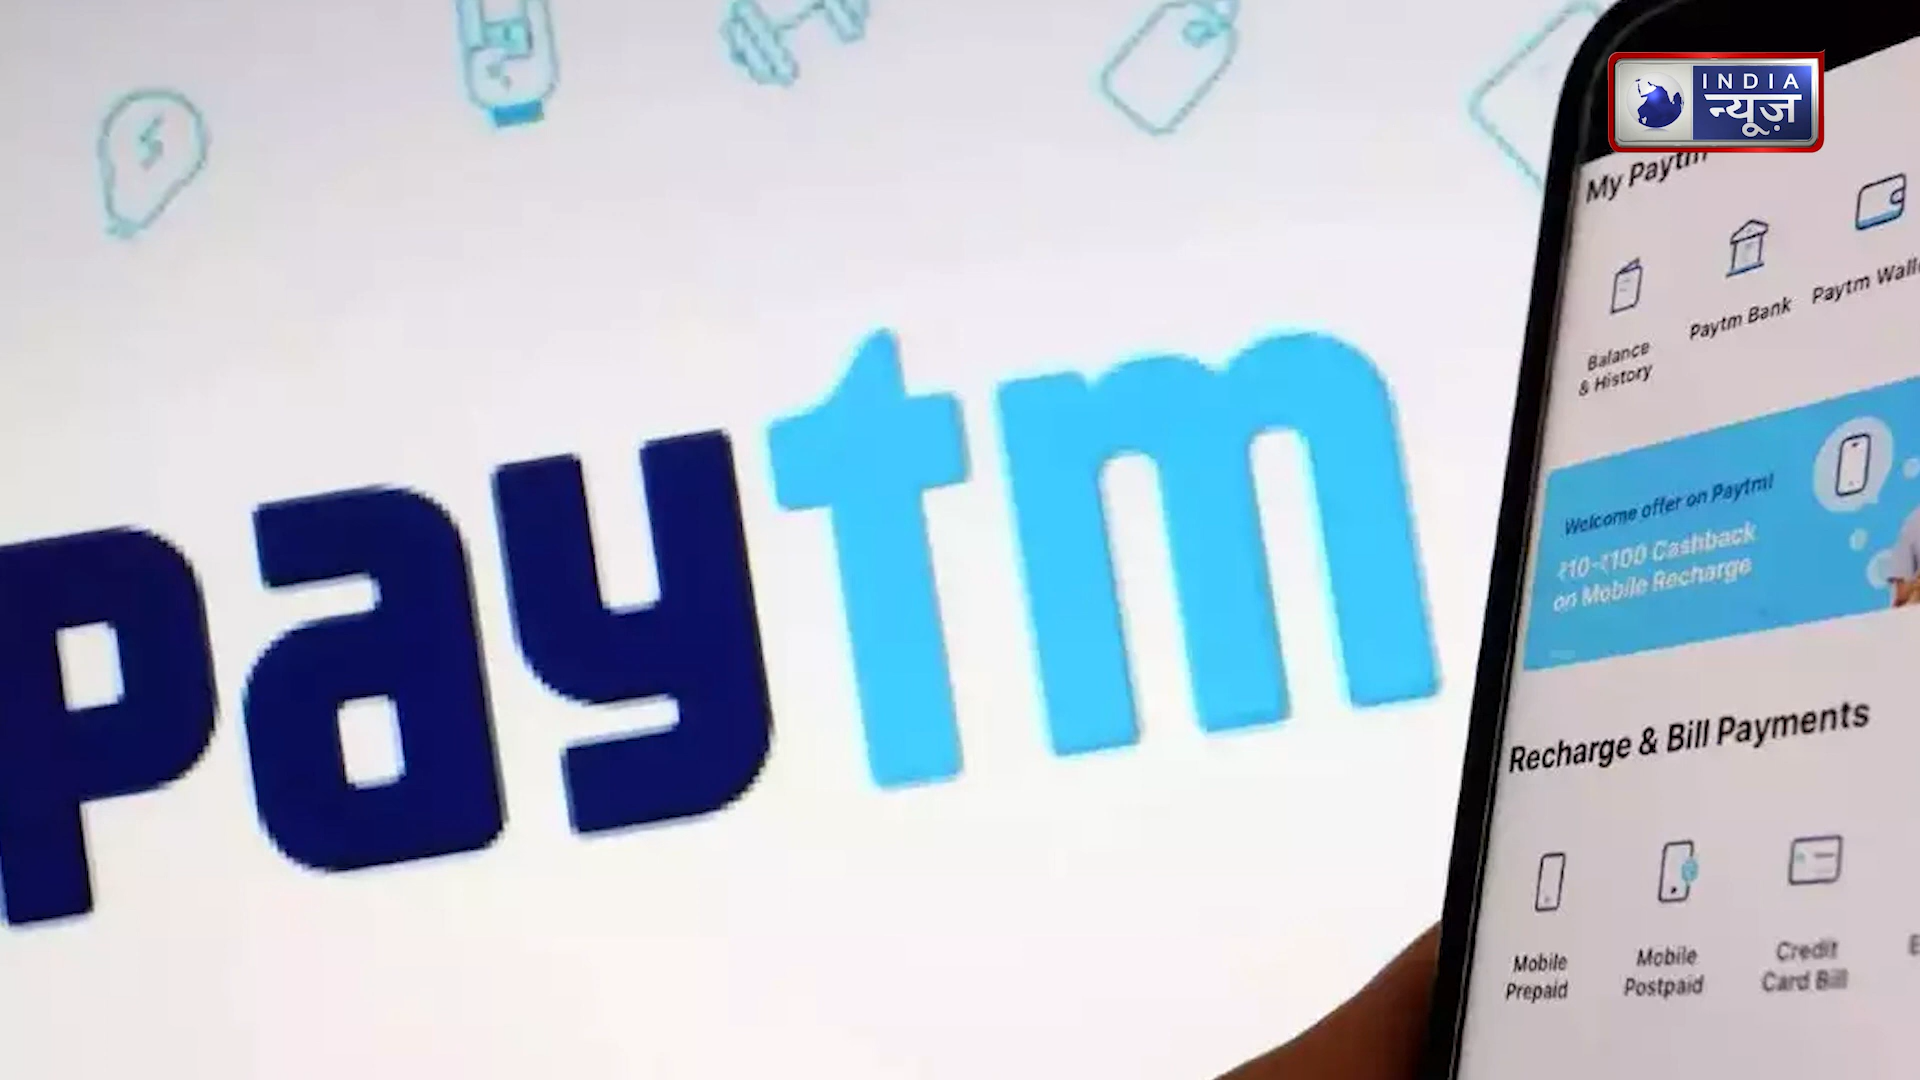 INDIA
न्यूज़
paytm
My Paytm
Balance
& History
Paytm Bank
Paytm
Welcome offer on Paytm!
₹10-₹100 Cashback
on Mobile Recharge
Recharge & Bill Payments
Mobile
Prepaid
Mobile
Postpaid
Credit
Card Bill